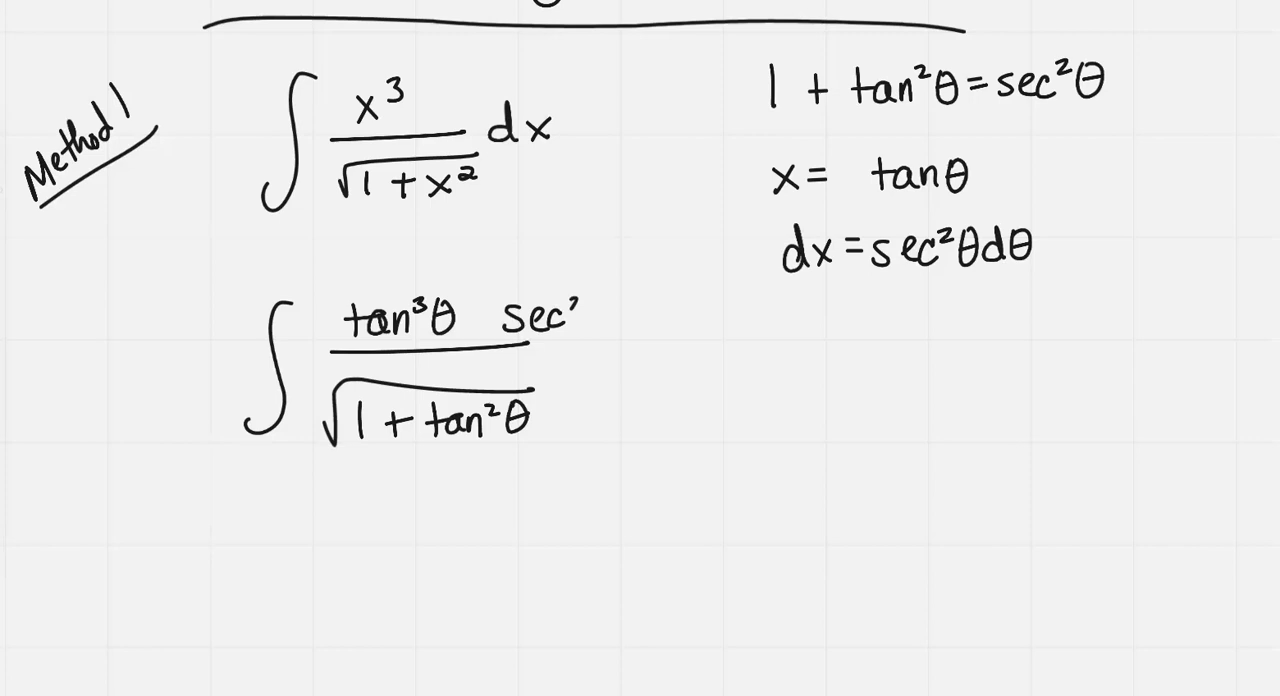 Method 1
∫ x³ / √(1 + x²) dx
1 + tan²θ = sec²θ
x = tanθ
dx = sec²θdθ
∫ tan³θ sec² / √(1 + tan²θ)